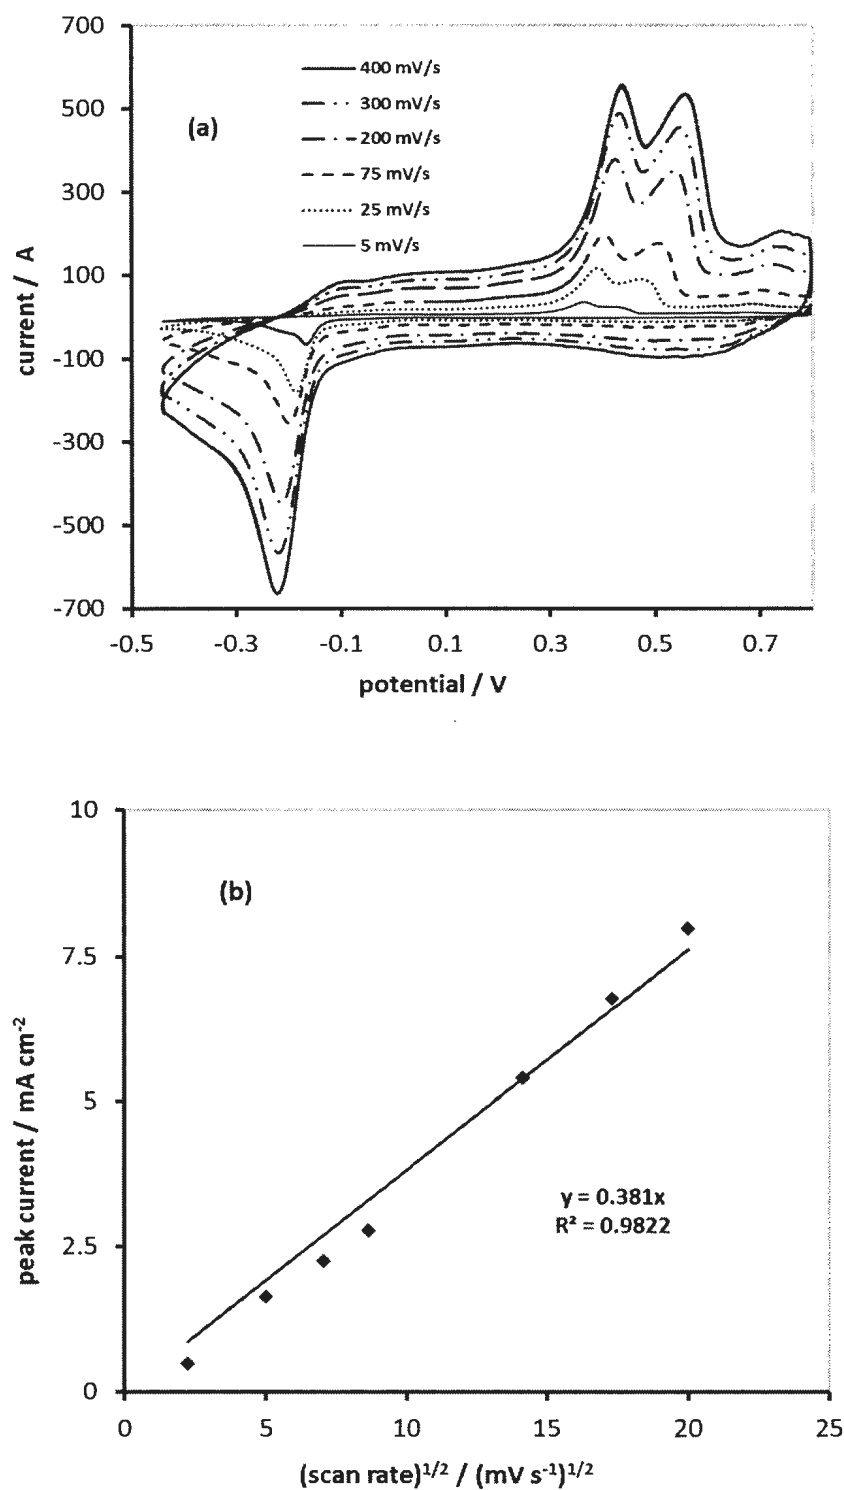 700
500
300
100
-100
-300
-500
-700
current / A
(a)
400 mV/s
300 mV/s
200 mV/s
75 mV/s
25 mV/s
5 mV/s
-0.5 -0.3 -0.1 0.1 0.3 0.5 0.7
potential / V
10
7.5
5
2.5
0
peak current / mA cm⁻²
(b)
y = 0.381x
R² = 0.9822
0 5 10 15 20 25
(scan rate)¹/² / (mV s⁻¹)¹/²